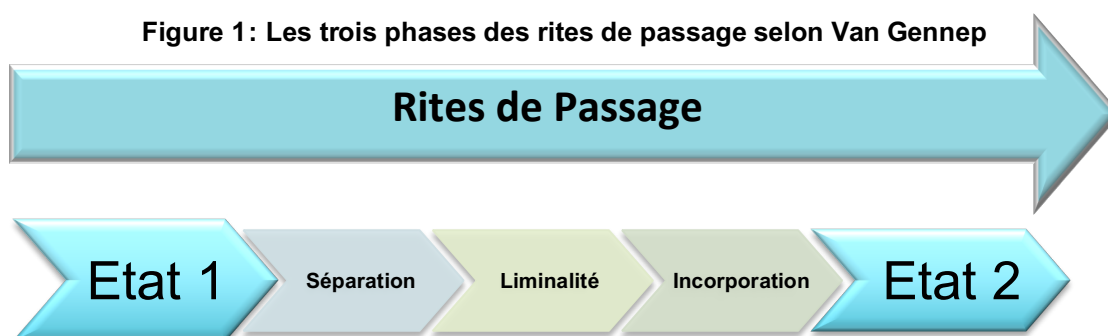 Figure 1: Les trois phases des rites de passage selon Van Gennep
Rites de Passage
Etat 1
Séparation
Liminalité
Incorporation
Etat 2